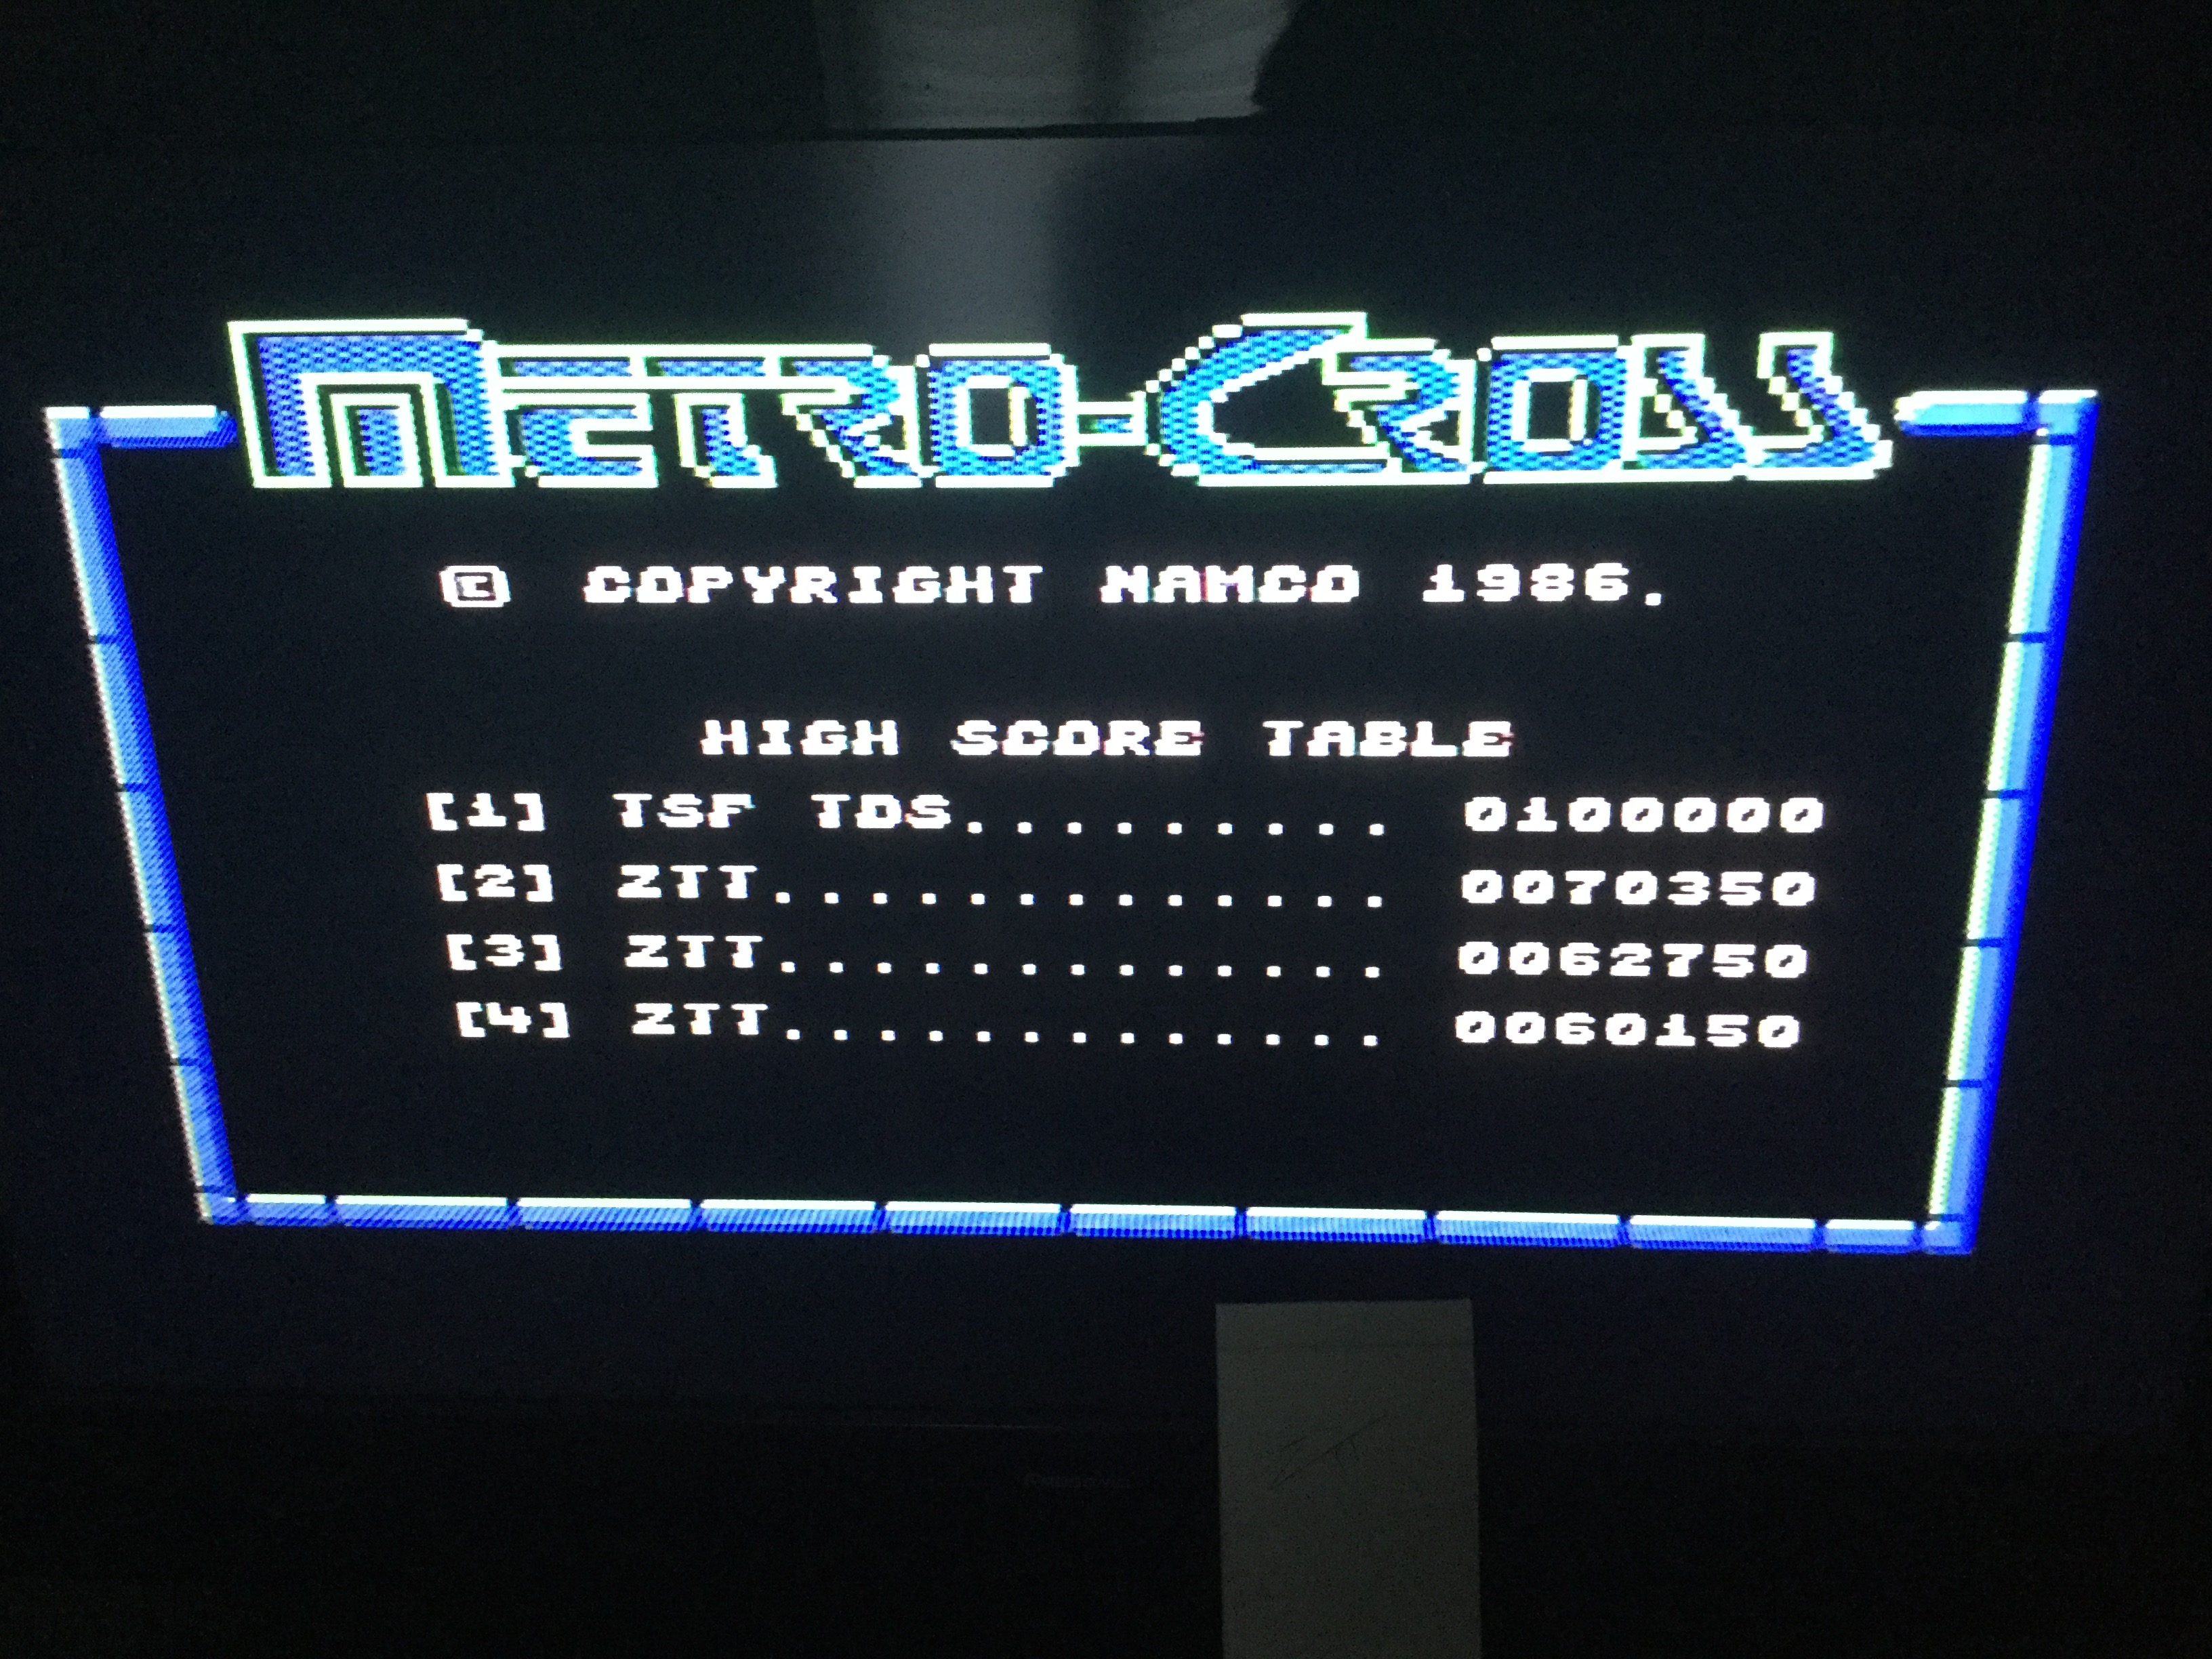 METRO-CROSS
© COPYRIGHT NAMCO 1986.
HIGH SCORE TABLE
[1] TSF TDS......... 0100000
[2] ZTT............. 0070350
[3] ZTT............. 0062750
[4] ZTT............. 0060150